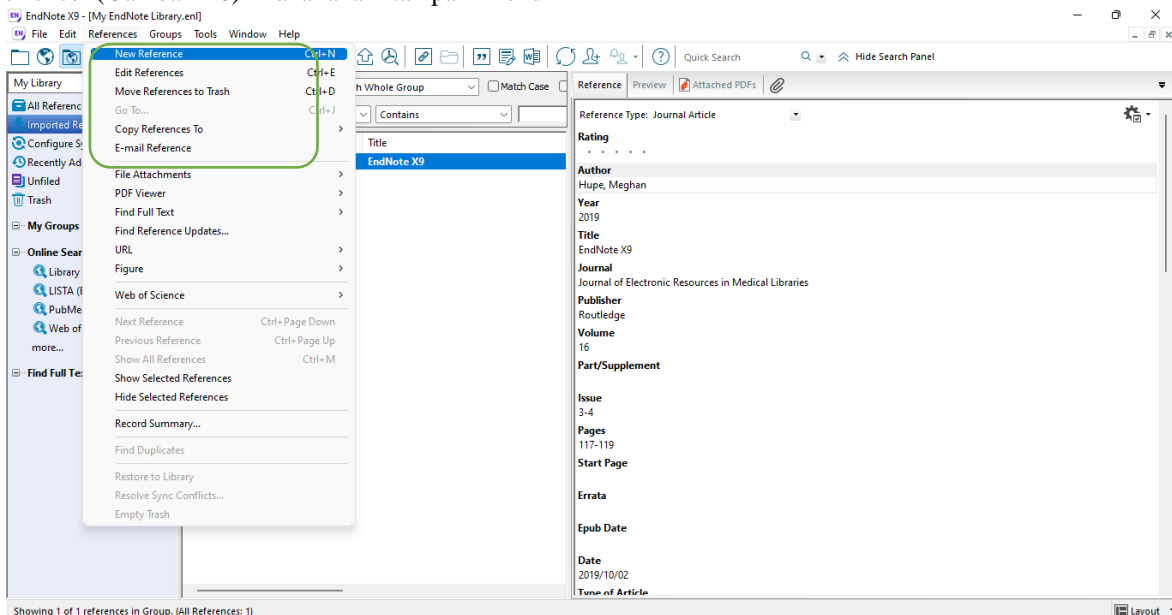 EndNote X9 - [My EndNote Library.enl]
File Edit References Groups Tools Window Help
Quick Search
Hide Search Panel
New Reference Ctrl+N
Edit References Ctrl+E
Move References to Trash Ctrl+D
Go To... Ctrl+J
Copy References To
E-mail Reference
File Attachments
PDF Viewer
Find Full Text
Find Reference Updates...
URL
Figure
Web of Science
Next Reference Ctrl+Page Down
Previous Reference Ctrl+Page Up
Show All References Ctrl+M
Show Selected References
Hide Selected References
Record Summary...
Find Duplicates
Restore to Library
Resolve Sync Conflicts...
Empty Trash
My Library
All Referenc
Imported Re
Configure Sy
Recently Ad
Unfiled
Trash
My Groups
Online Sear
Library
LISTA (E
PubMe
Web of
more...
Find Full Te
h Whole Group
Match Case
Contains
Title
EndNote X9
Reference Preview Attached PDFs
Reference Type: Journal Article
Rating
Author
Hupe, Meghan
Year
2019
Title
EndNote X9
Journal
Journal of Electronic Resources in Medical Libraries
Publisher
Routledge
Volume
16
Part/Supplement
Issue
3-4
Pages
117-119
Start Page
Errata
Epub Date
Date
2019/10/02
Type of Article
Showing 1 of 1 references in Group. (All References: 1)
Layout